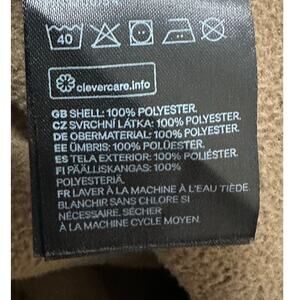 40
clevercare.info
GB SHELL: 100% POLYESTER.
CZ SVRCHNÍ LÁTKA: 100% POLYESTER.
DE OBERMATERIAL: 100% POLYESTER.
EE ÜMBRIS: 100% POLÜESTER.
ES TELA EXTERIOR: 100% POLIÉSTER.
FI PÄÄLLISKANGAS: 100%
POLYESTERIÄ.
FR LAVER À LA MACHINE À L'EAU TIÈDE.
BLANCHIR SANS CHLORE SI
NÉCESSAIRE. SÉCHER
À LA MACHINE CYCLE MOYEN.